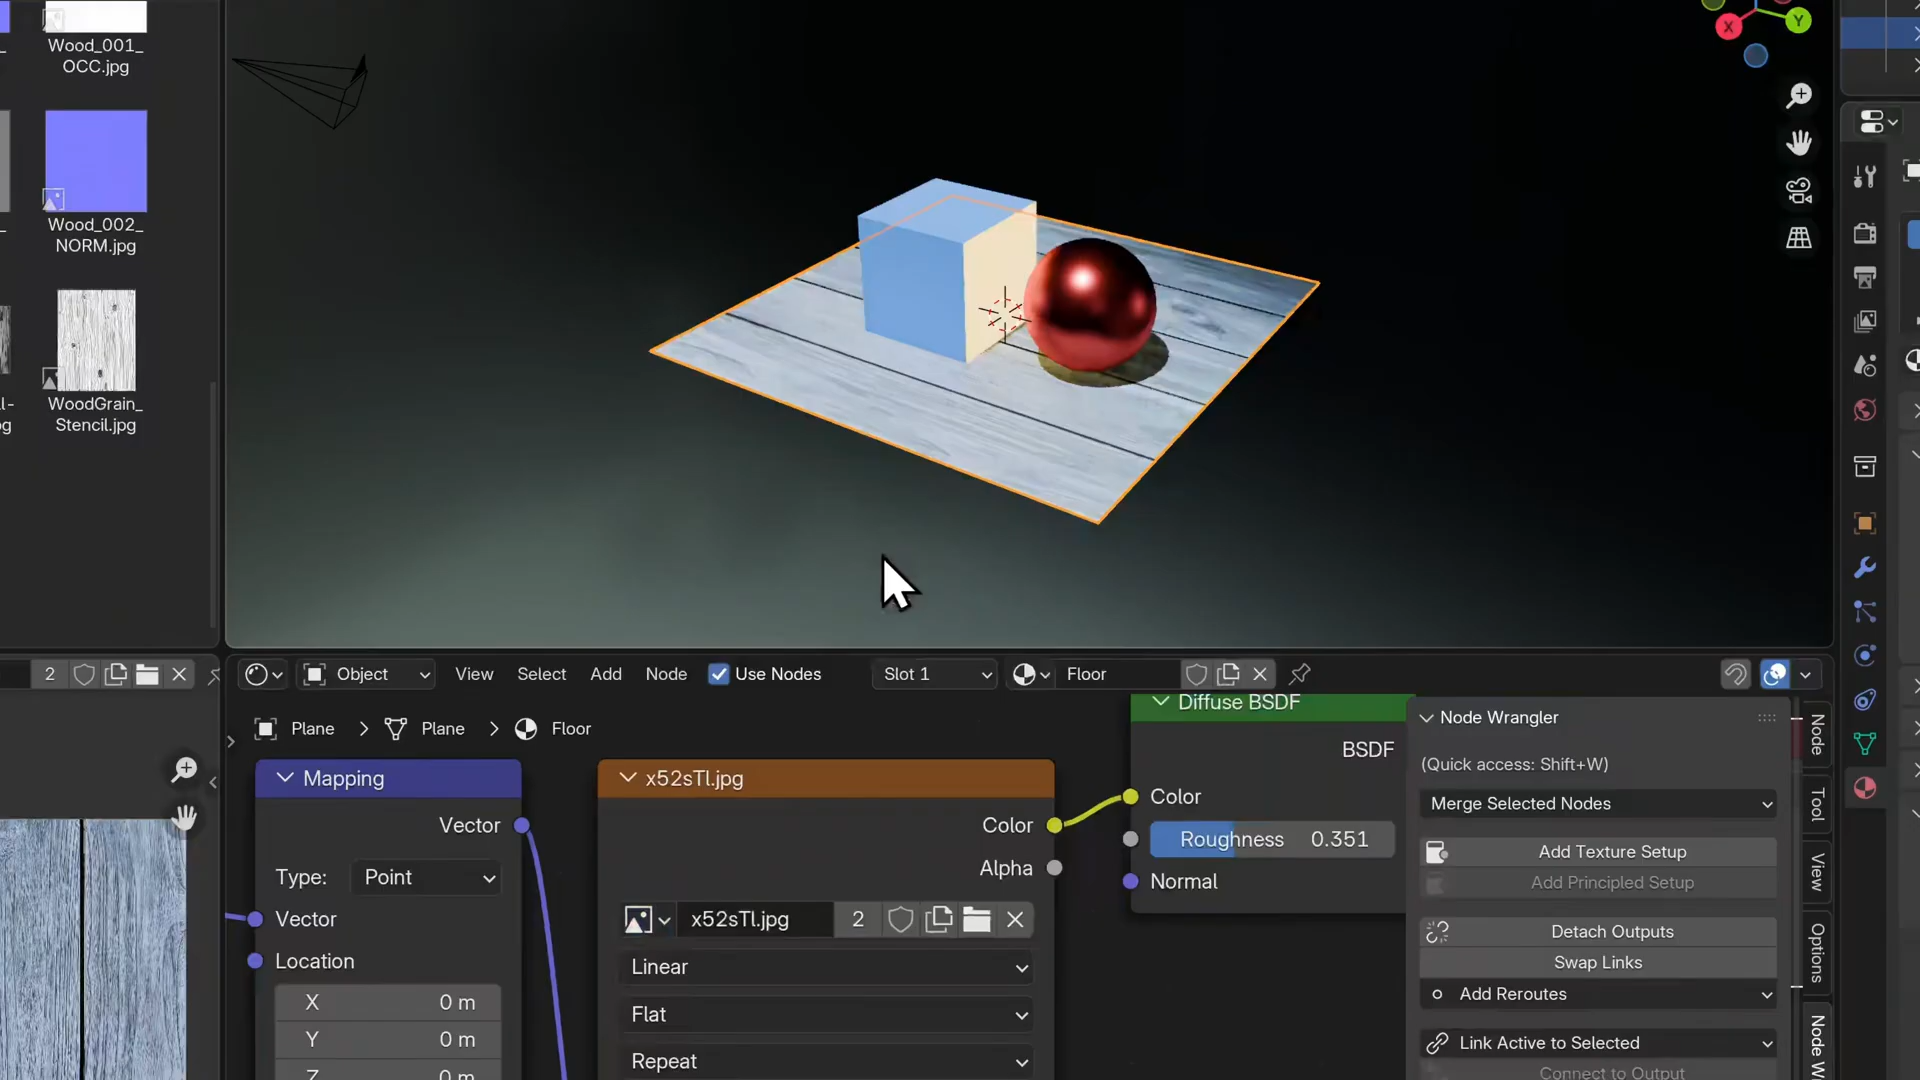 Wood_001_
OCC.jpg
Wood_002_
NORM.jpg
WoodGrain_
Stencil.jpg
X
Y
2
Object
View
Select
Add
Node
Use Nodes
Slot 1
Floor
Plane
Plane
Floor
Mapping
Vector
Type:
Point
Vector
Location
X 0 m
Y 0 m
Z 0 m
x52sTl.jpg
Color
Alpha
x52sTl.jpg 2
Linear
Flat
Repeat
Diffuse BSDF
BSDF
Color
Roughness 0.351
Normal
Node Wrangler
(Quick access: Shift+W)
Merge Selected Nodes
Add Texture Setup
Add Principled Setup
Detach Outputs
Swap Links
Add Reroutes
Link Active to Selected
Connect to Output
Node
Tool
View
Options
Node W